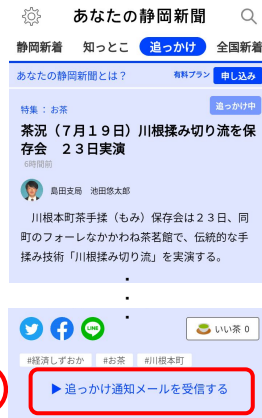 あなたの静岡新聞
静岡新着 知っとこ 追っかけ 全国新着
あなたの静岡新聞とは？ 有料プラン 申し込み
特集：お茶 追っかけ中
茶況（７月１９日）川根揉み切り流を保
存会　２３日実演
6時間前
島田支局　池田悠太郎
川根本町茶手揉（もみ）保存会は２３日、同
町のフォーレなかかわね茶茗館で、伝統的な手
揉み技術「川根揉み切り流」を実演する。
LINE いいね茶 0
#経済しずおか #お茶 #川根本町
▶ 追っかけ通知メールを受信する